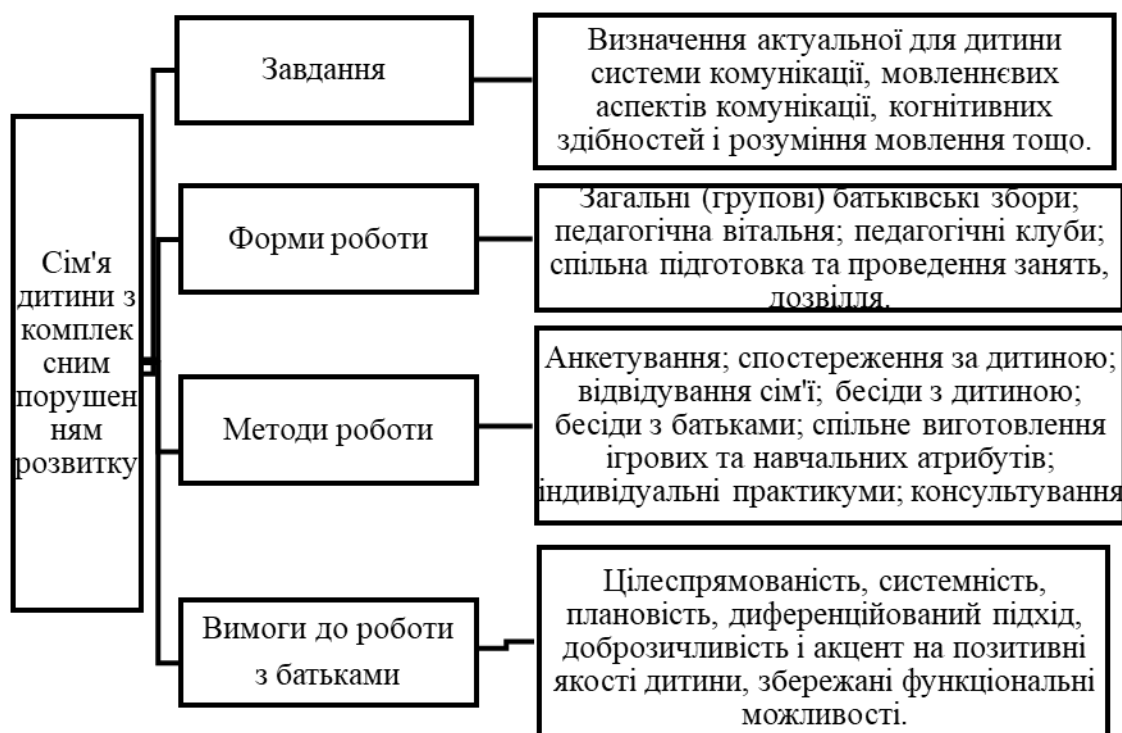 Сім'я
дитини з
комплек
сним
порушен
ням
розвитку
Завдання
Визначення актуальної для дитини
системи комунікації, мовленнєвих
аспектів комунікації, когнітивних
здібностей і розуміння мовлення тощо.
Форми роботи
Загальні (групові) батьківські збори;
педагогічна вітальня; педагогічні клуби;
спільна підготовка та проведення занять,
дозвілля.
Методи роботи
Анкетування; спостереження за дитиною;
відвідування сім'ї; бесіди з дитиною;
бесіди з батьками; спільне виготовлення
ігрових та навчальних атрибутів;
індивідуальні практикуми; консультування
Вимоги до роботи
з батьками
Цілеспрямованість, системність,
плановість, диференційований підхід,
доброзичливість і акцент на позитивні
якості дитини, збережані функціональні
можливості.